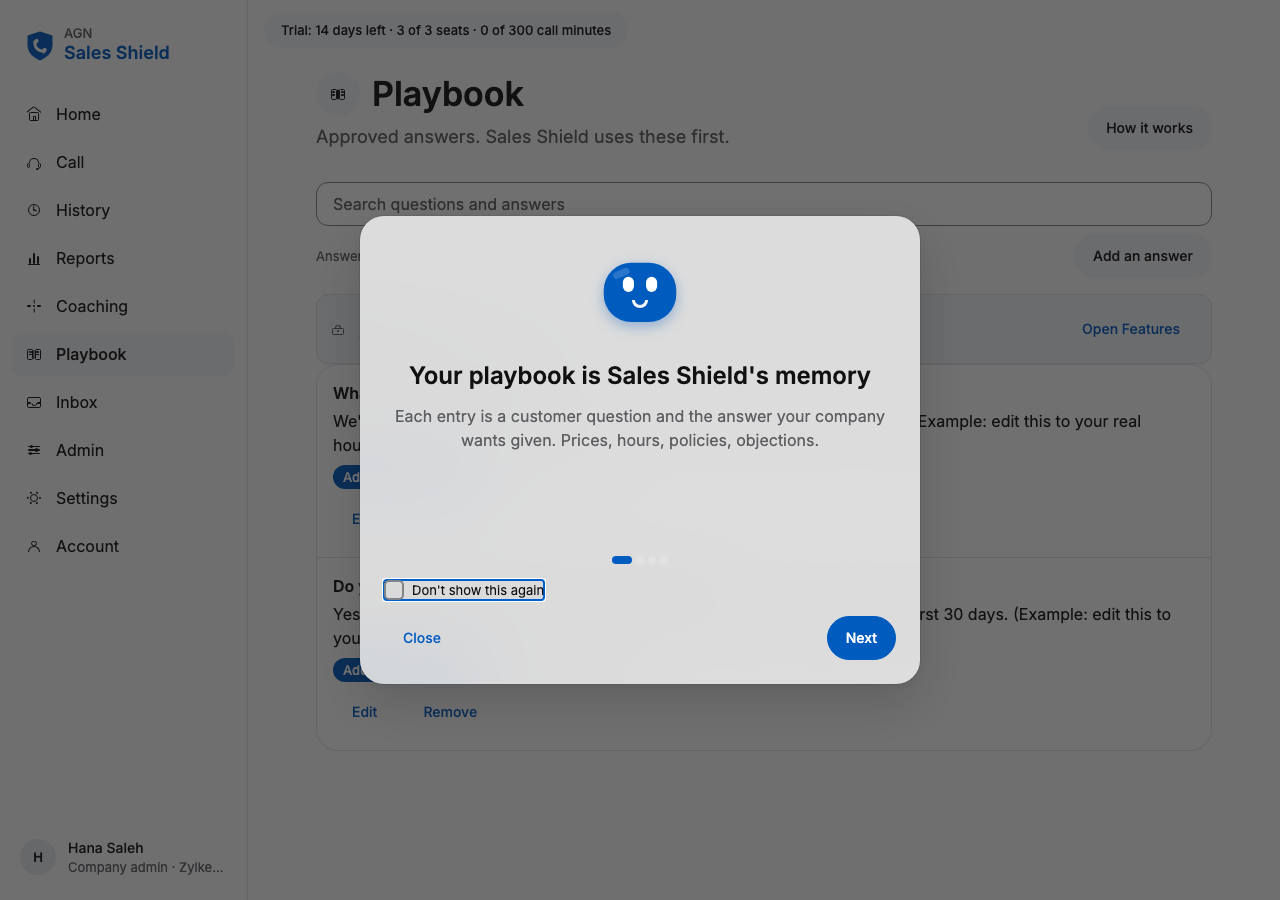 AGN
Sales Shield
Home
Call
History
Reports
Coaching
Playbook
Inbox
Admin
Settings
Account
H
Hana Saleh
Company admin · Zylke...
Trial: 14 days left · 3 of 3 seats · 0 of 300 call minutes
Playbook
Approved answers. Sales Shield uses these first.
How it works
Search questions and answers
Add an answer
Open Features
Example: edit this to your real
Do
Yes
rst 30 days. (Example: edit this to
Edit
Remove
Your playbook is Sales Shield's memory
Each entry is a customer question and the answer your company
wants given. Prices, hours, policies, objections.
Don't show this again
Close
Next